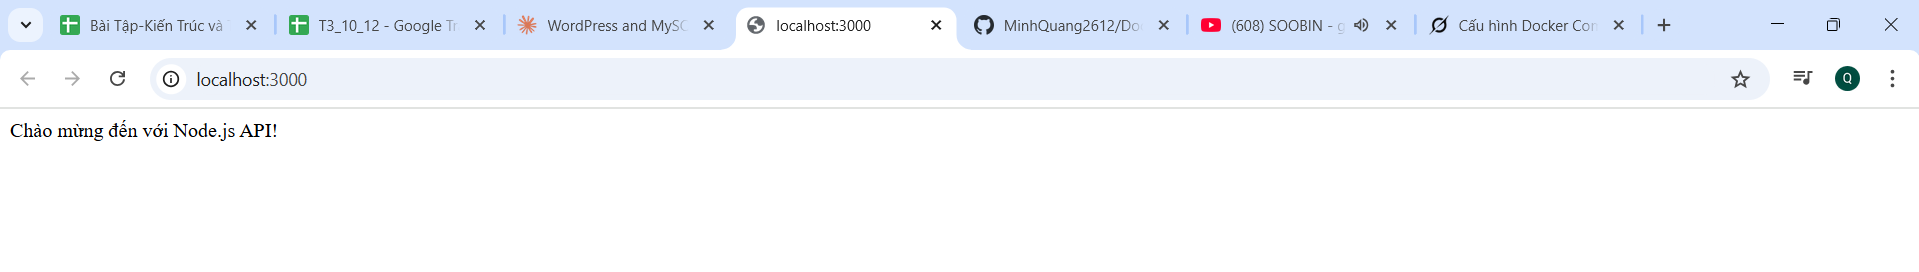 Bài Tập-Kiến Trúc và
T3_10_12 - Google Tr
WordPress and MySC
localhost:3000
MinhQuang2612/Do
(608) SOOBIN - g
Cấu hình Docker Con
localhost:3000
Q
Chào mừng đến với Node.js API!